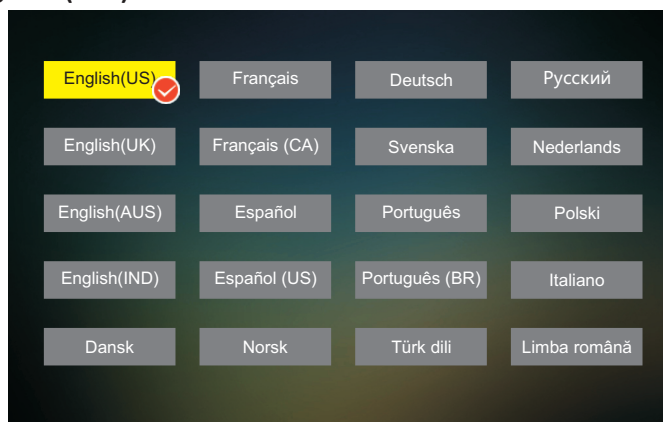 English(US)
Français
Deutsch
Русский
English(UK)
Français (CA)
Svenska
Nederlands
English(AUS)
Español
Português
Polski
English(IND)
Español (US)
Português (BR)
Italiano
Dansk
Norsk
Türk dili
Limba română